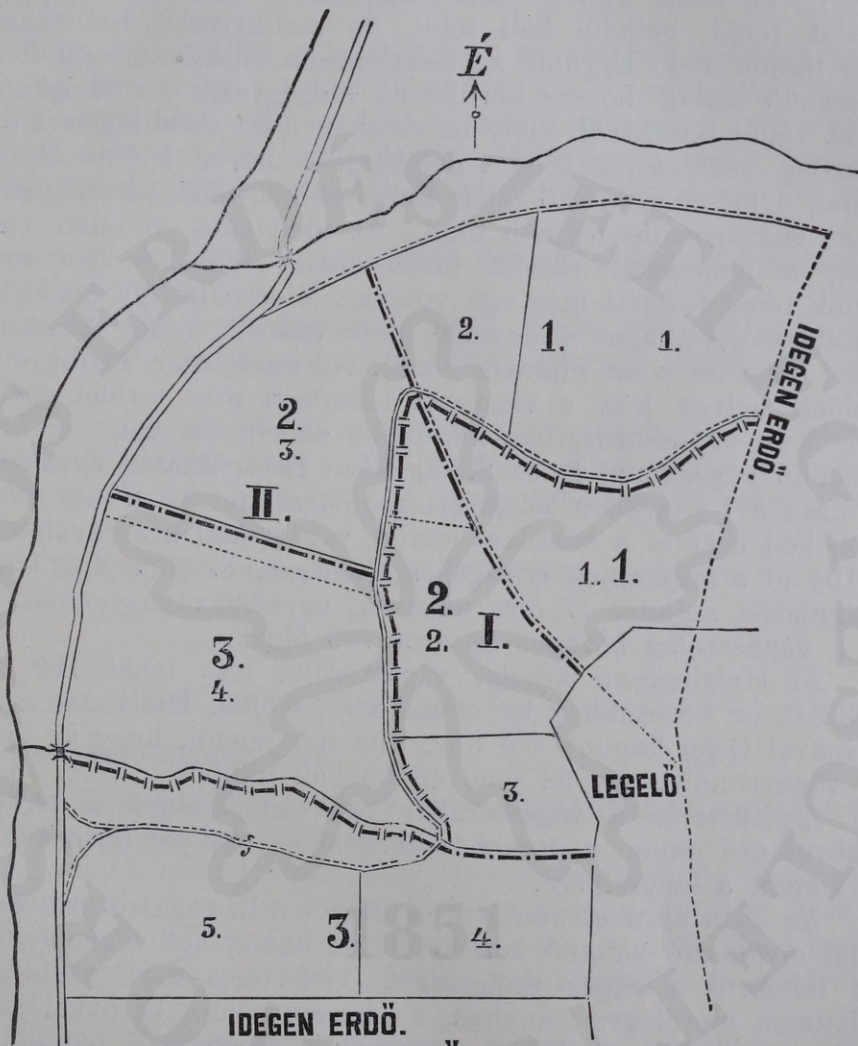 É
2. 1. 1.
IDEGEN ERDŐ.
2.
3.
II.
1. 1.
2.
2. I.
3.
4.
3.
LEGELŐ
5. 3. 4.
1851
IDEGEN ERDŐ.